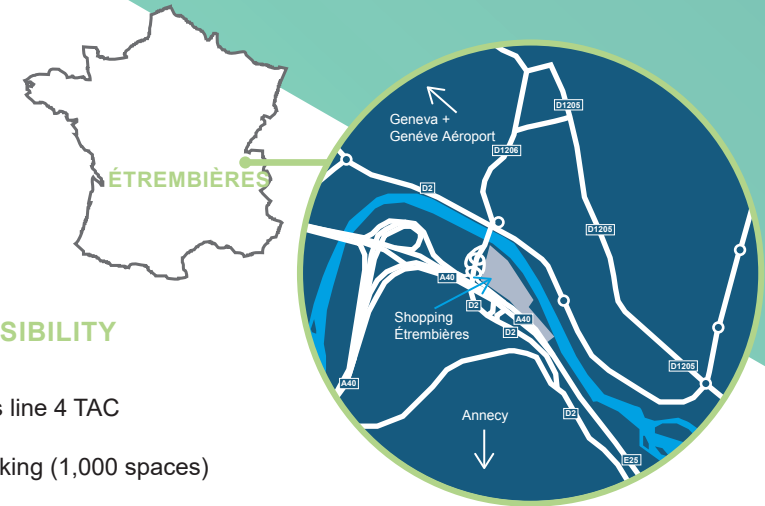 ÉTREMBIÈRES
Geneva +
Genéve Aéroport
D1205
D1206
D2
D1205
A40
D2
Shopping
Étrembières
A40
D2
D1205
A40
Annecy
D2
E25
SIBILITY
s line 4 TAC
king (1,000 spaces)